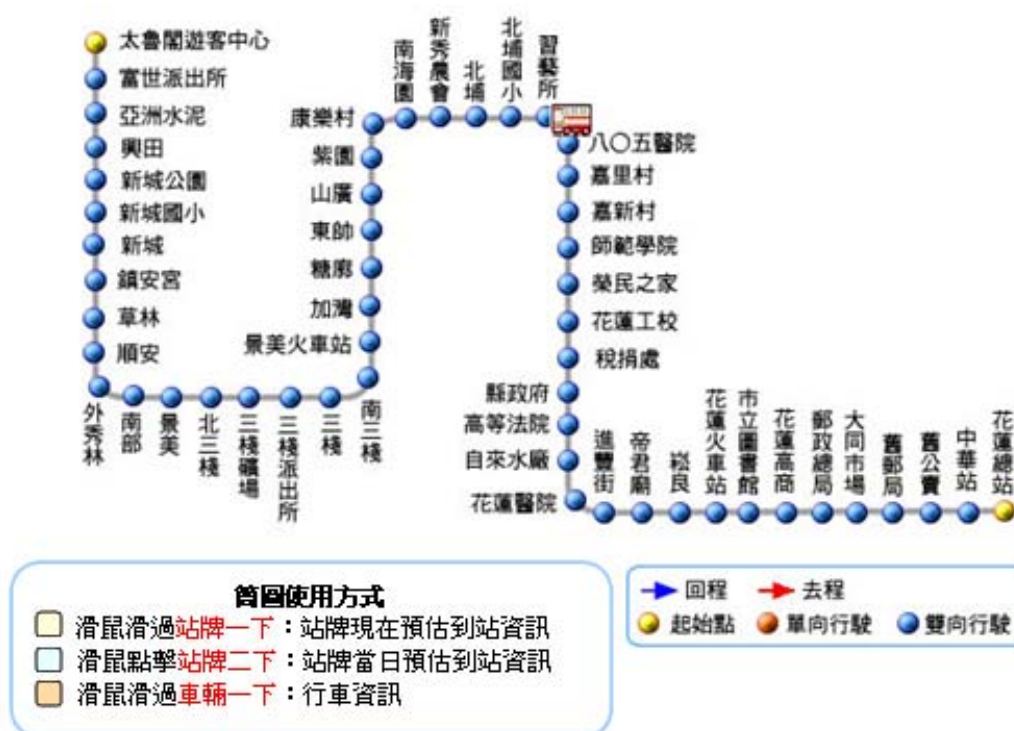 太魯閣遊客中心
富世派出所
亞洲水泥
興田
新城公園
新城國小
新城
鎮安宮
草林
順安
外秀林
南部
景美
北三棧
三棧礦場
三棧派出所
三棧
南三棧
景美火車站
加灣
糖廍
東帥
山廣
紫園
康樂村
南海園
新秀農會
北埔
北埔國小
習藝所
八〇五醫院
嘉里村
嘉新村
師範學院
榮民之家
花蓮工校
稅捐處
縣政府
高等法院
自來水廠
花蓮醫院
進豐街
帝君廟
崧良
花蓮火車站
市立圖書館
花蓮高商
郵政總局
大同市場
舊郵局
舊公賣
中華站
花蓮總站
簡圖使用方式
滑鼠滑過站牌一下：站牌現在預估到站資訊
滑鼠點擊站牌二下：站牌當日預估到站資訊
滑鼠滑過車輛一下：行車資訊
回程 去程
起始點 單向行駛 雙向行駛